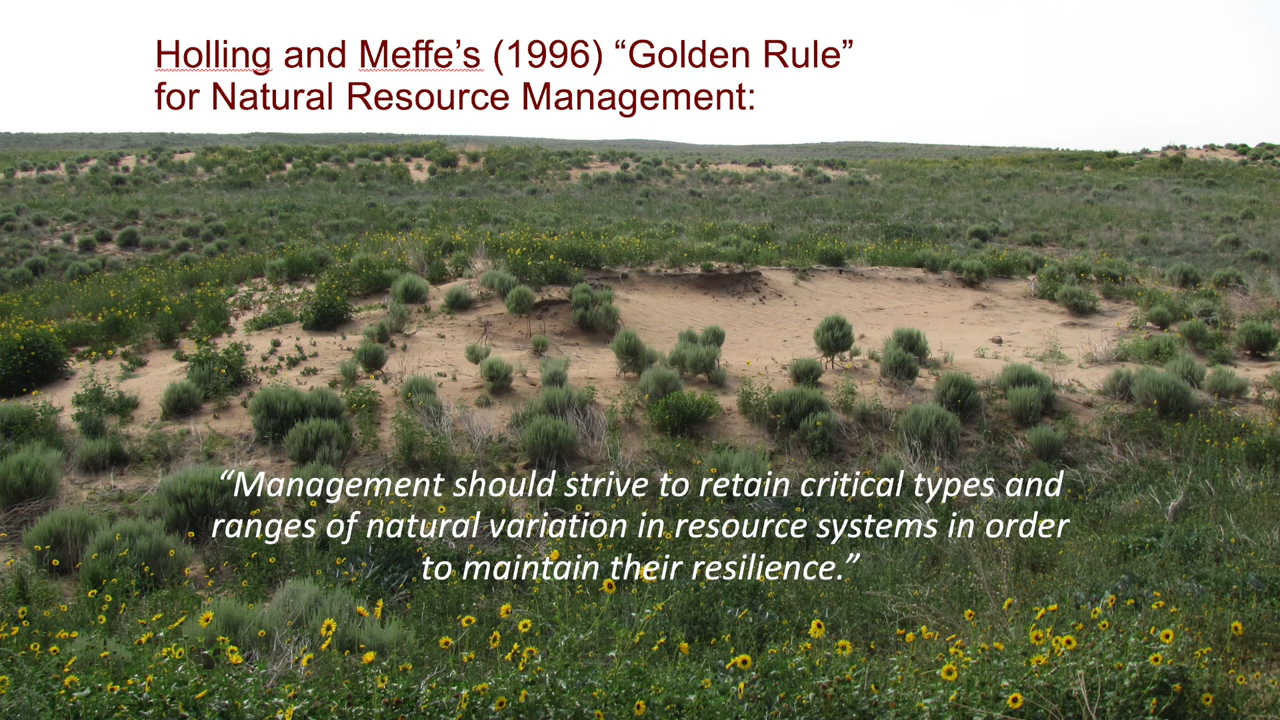 Holling and Meffe’s (1996) “Golden Rule”
for Natural Resource Management:
“Management should strive to retain critical types and
ranges of natural variation in resource systems in order
to maintain their resilience.”